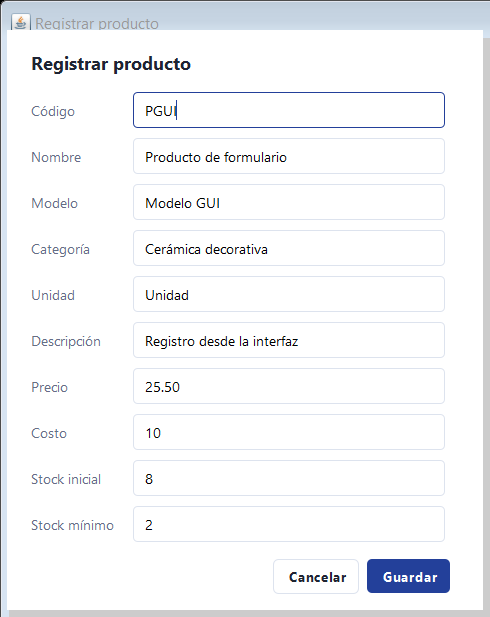 Registrar producto
Registrar producto
Código PGUI
Nombre Producto de formulario
Modelo Modelo GUI
Categoría Cerámica decorativa
Unidad Unidad
Descripción Registro desde la interfaz
Precio 25.50
Costo 10
Stock inicial 8
Stock mínimo 2
Cancelar Guardar